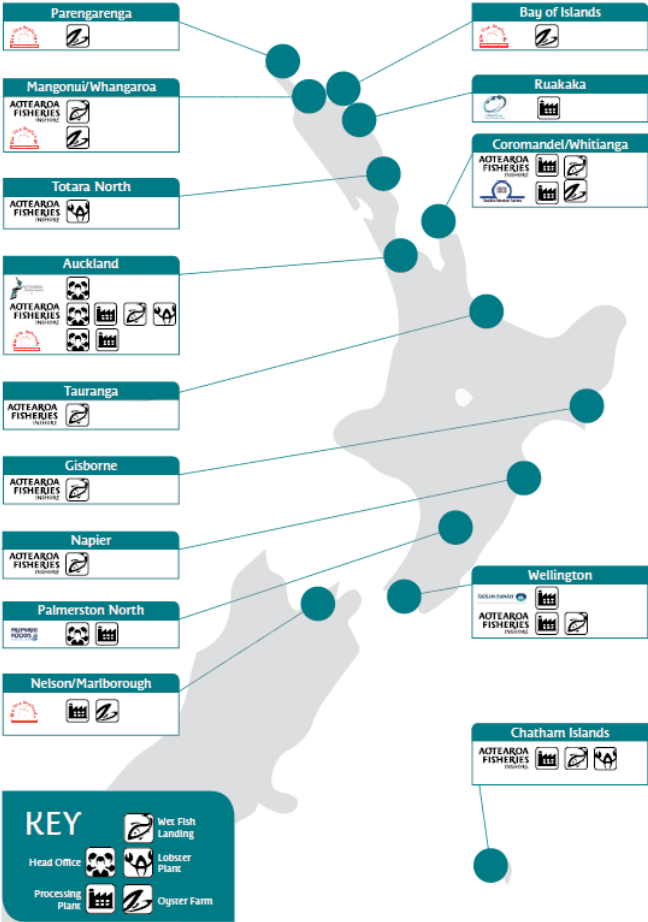 Parengarenga
Bay of Islands
Mangonui/Whangaroa
AOTEAROA
FISHERIES
INSHORE
Ruakaka
Coromandel/Whitianga
AOTEAROA
FISHERIES
INSHORE
Totara North
AOTEAROA
FISHERIES
INSHORE
Auckland
AOTEAROA
AOTEAROA
FISHERIES
INSHORE
Tauranga
AOTEAROA
FISHERIES
INSHORE
Gisborne
AOTEAROA
FISHERIES
INSHORE
Napier
AOTEAROA
FISHERIES
INSHORE
Palmerston North
PREPARED
FOODS
Wellington
AOTEAROA
FISHERIES
INSHORE
Nelson/Marlborough
Chatham Islands
AOTEAROA
FISHERIES
INSHORE
KEY
Wet Fish
Landing
Head Office
Lobster
Plant
Processing
Plant
Oyster Farm